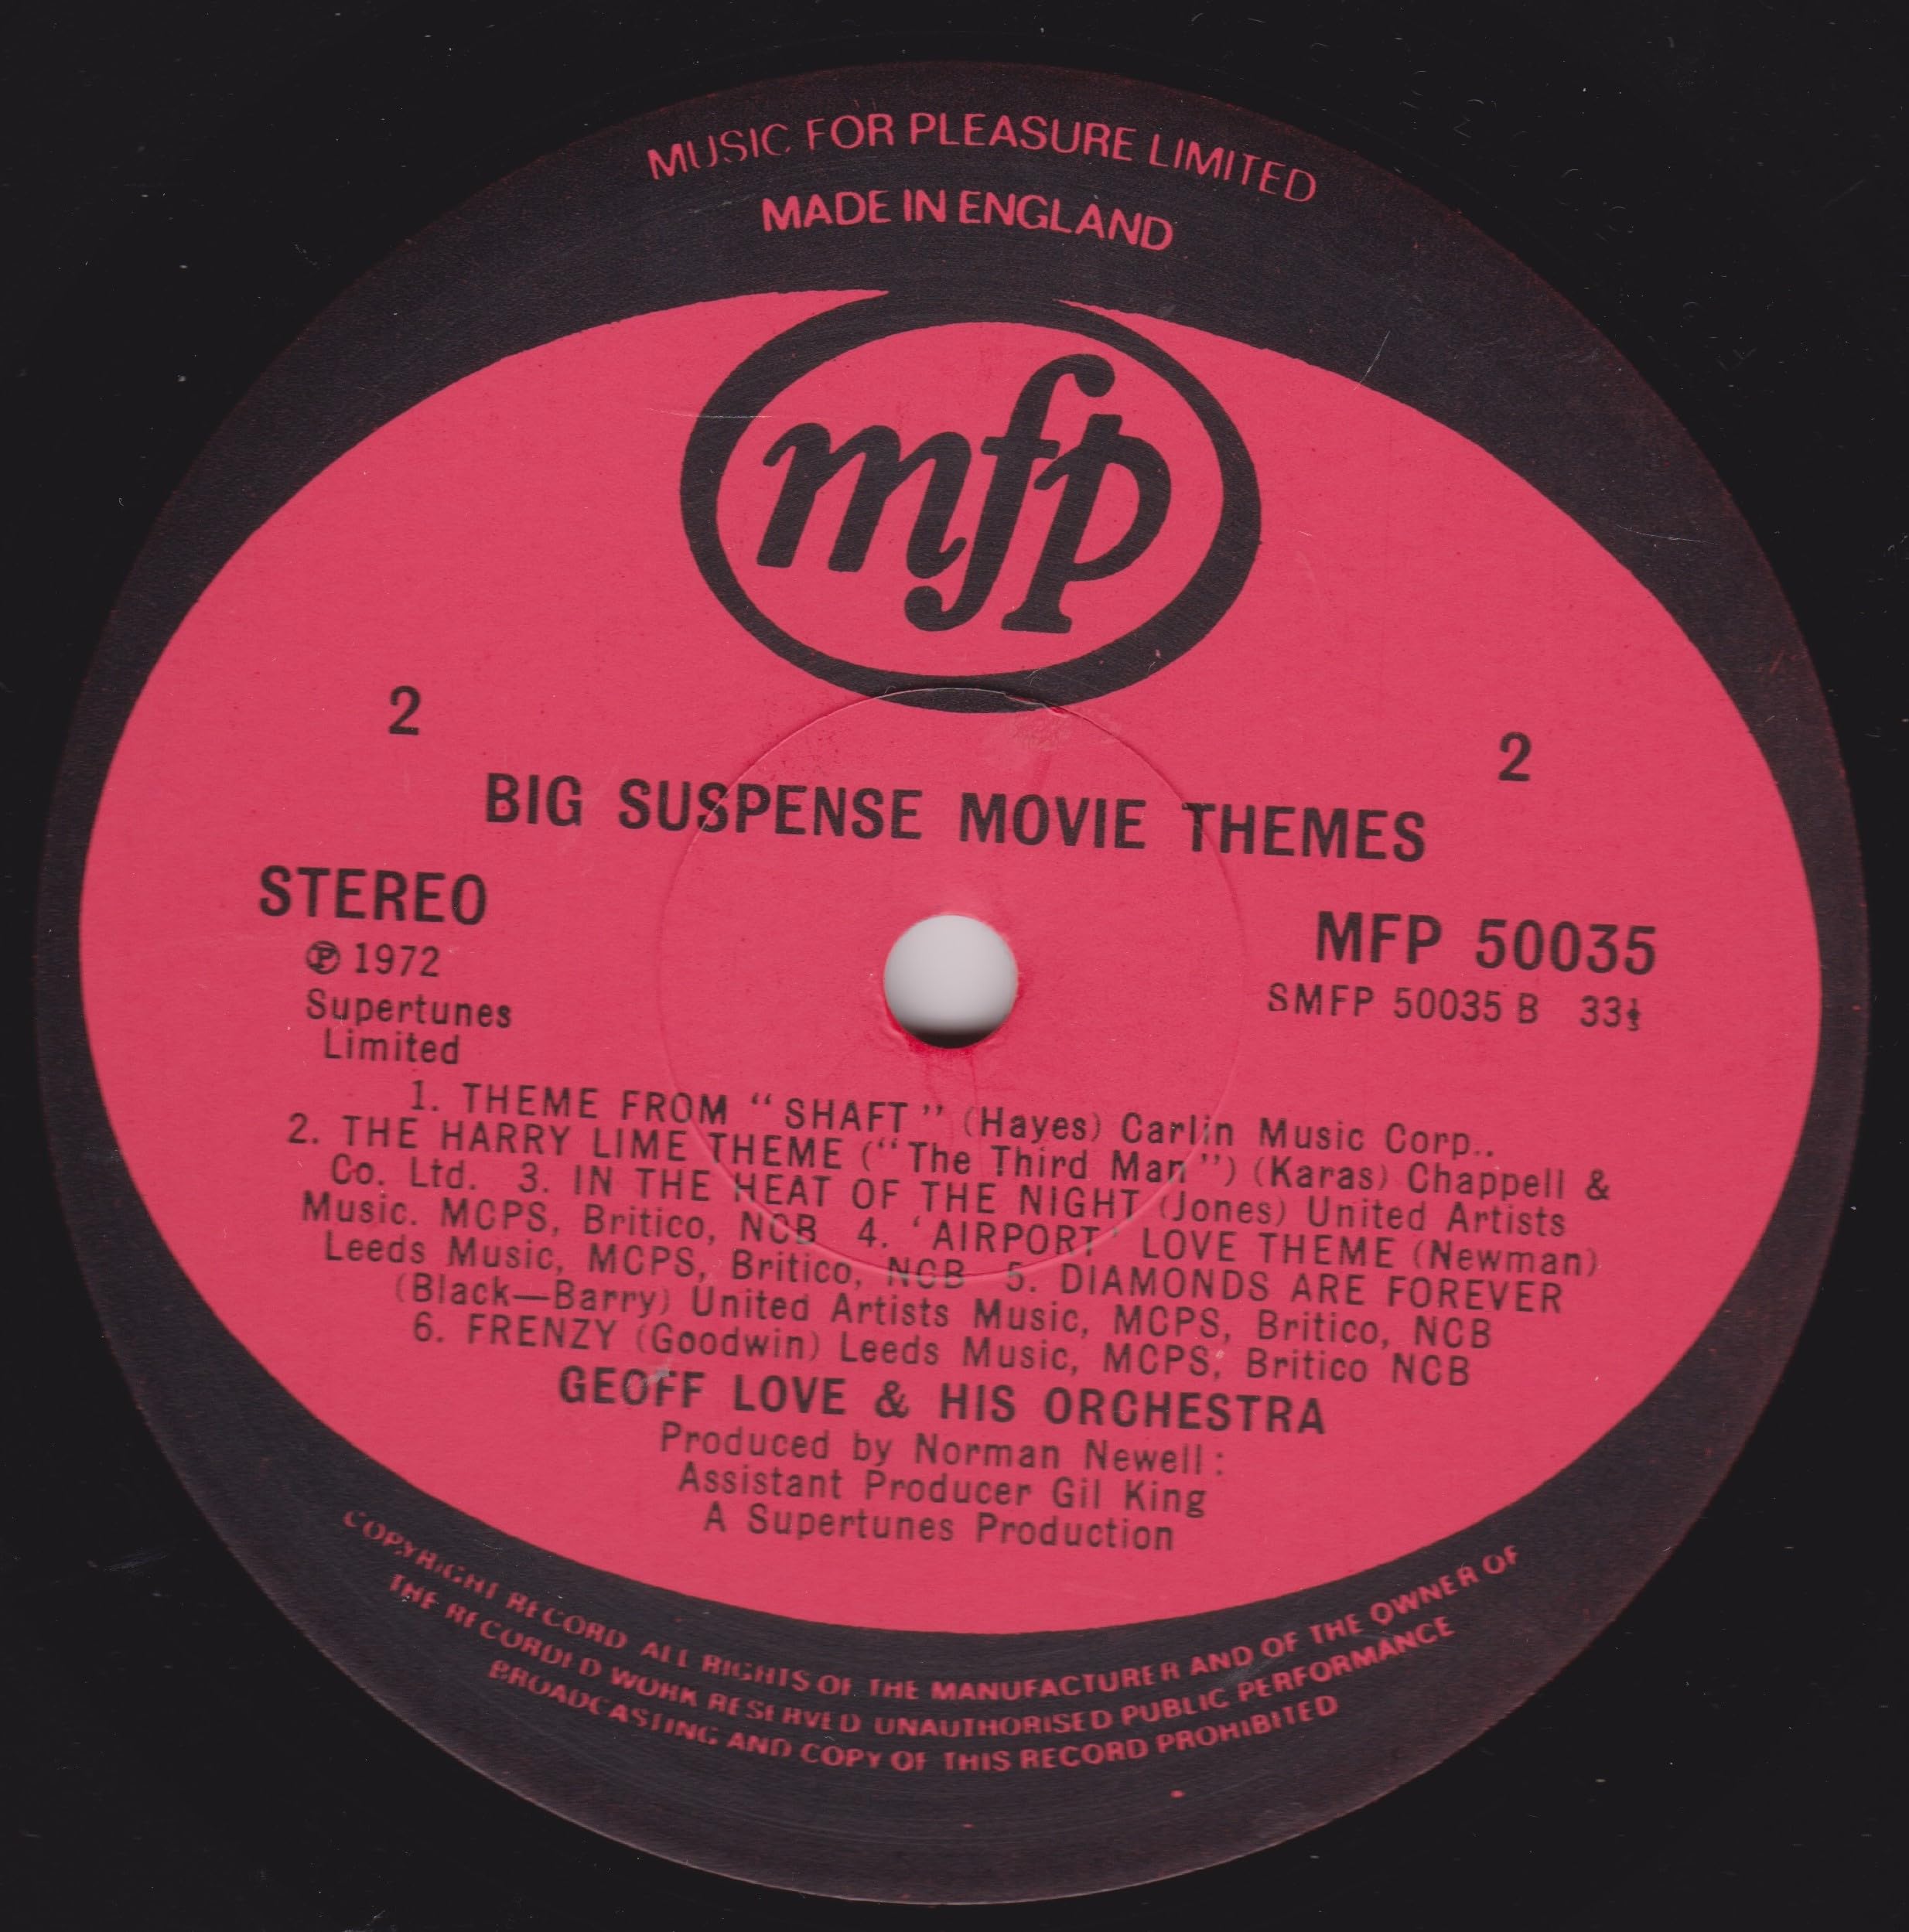 MUSIC FOR PLEASURE LIMITED
MADE IN ENGLAND
mfp
2
2
BIG SUSPENSE MOVIE THEMES
STEREO
MFP 50035
℗ 1972
SMFP 50035 B 33⅓
Supertunes
Limited
1. THEME FROM “SHAFT” (Hayes) Carlin Music Corp..
2. THE HARRY LIME THEME (“The Third Man”) (Karas) Chappell &
Co. Ltd. 3. IN THE HEAT OF THE NIGHT (Jones) United Artists
Music. MCPS, Britico, NCB 4. ‘AIRPORT’ LOVE THEME (Newman)
Leeds Music, MCPS, Britico, NCB 5. DIAMONDS ARE FOREVER
(Black—Barry) United Artists Music, MCPS, Britico, NCB
6. FRENZY (Goodwin) Leeds Music, MCPS, Britico NCB
GEOFF LOVE & HIS ORCHESTRA
Produced by Norman Newell :
Assistant Producer Gil King
A Supertunes Production
COPYRIGHT RECORD ALL RIGHTS OF THE MANUFACTURER AND OF THE OWNER OF
THE RECORDED WORK RESERVED UNAUTHORISED PUBLIC PERFORMANCE
BROADCASTING AND COPY OF THIS RECORD PROHIBITED